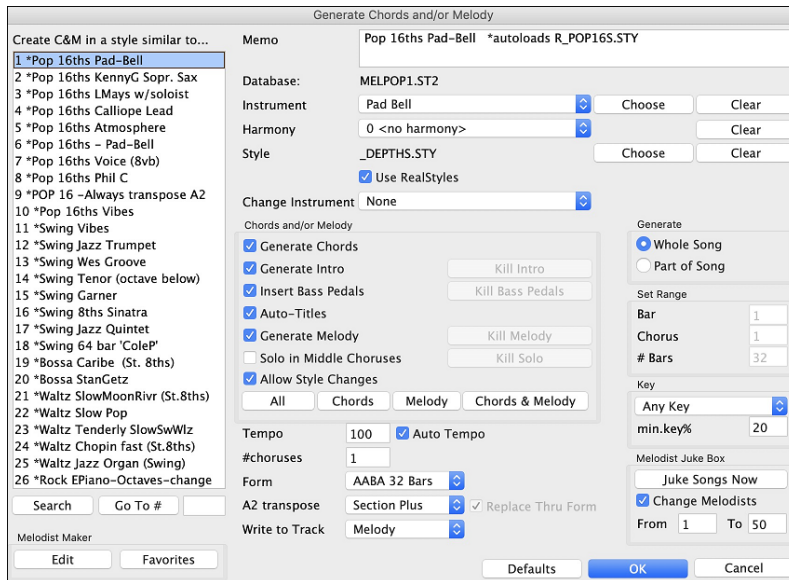 Generate Chords and/or Melody
Create C&M in a style similar to...
1 *Pop 16ths Pad-Bell
2 *Pop 16ths KennyG Sopr. Sax
3 *Pop 16ths LMays w/soloist
4 *Pop 16ths Calliope Lead
5 *Pop 16ths Atmosphere
6 *Pop 16ths - Pad-Bell
7 *Pop 16ths Voice (8vb)
8 *Pop 16ths Phil C
9 *POP 16 -Always transpose A2
10 *Pop 16ths Vibes
11 *Swing Vibes
12 *Swing Jazz Trumpet
13 *Swing Wes Groove
14 *Swing Tenor (octave below)
15 *Swing Garner
16 *Swing 8ths Sinatra
17 *Swing Jazz Quintet
18 *Swing 64 bar 'ColeP'
19 *Bossa Caribe (St. 8ths)
20 *Bossa StanGetz
21 *Waltz SlowMoonRivr (St.8ths)
22 *Waltz Slow Pop
23 *Waltz Tenderly SlowSwWlz
24 *Waltz Chopin fast (St.8ths)
25 *Waltz Jazz Organ (Swing)
26 *Rock EPiano-Octaves-change
Search Go To #
Melodist Maker
Edit Favorites
Memo Pop 16ths Pad-Bell *autoloads R_POP16S.STY
Database: MELPOP1.ST2
Instrument Pad Bell Choose Clear
Harmony 0 <no harmony> Clear
Style _DEPTHS.STY Choose Clear
Use RealStyles
Change Instrument None
Chords and/or Melody
Generate Chords
Generate Intro Kill Intro
Insert Bass Pedals Kill Bass Pedals
Auto-Titles
Generate Melody Kill Melody
Solo in Middle Choruses Kill Solo
Allow Style Changes
All Chords Melody Chords & Melody
Tempo 100 Auto Tempo
#choruses 1
Form AABA 32 Bars
A2 transpose Section Plus Replace Thru Form
Write to Track Melody
Generate
Whole Song
Part of Song
Set Range
Bar 1
Chorus 1
# Bars 32
Key
Any Key
min.key% 20
Melodist Juke Box
Juke Songs Now
Change Melodists
From 1 To 50
Defaults OK Cancel